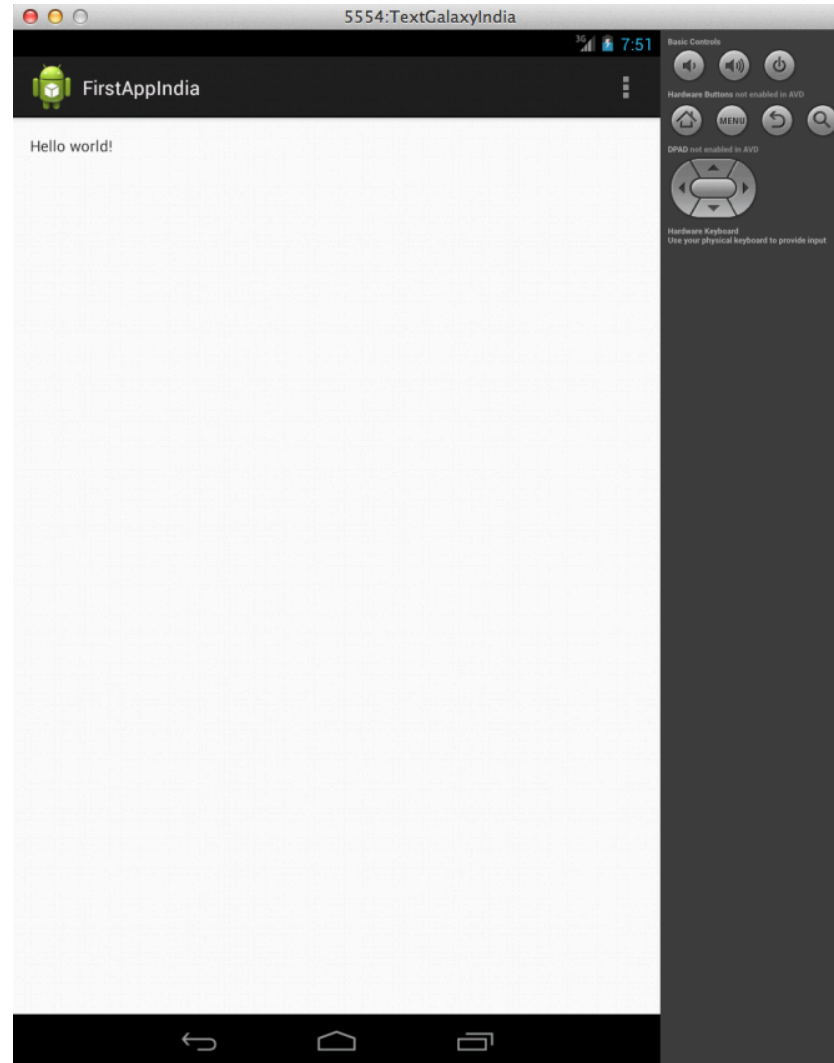 5554:TextGalaxyIndia
3G 7:51
FirstAppIndia
Hello world!
Basic Controls
Hardware Buttons not enabled in AVD
MENU
DPAD not enabled in AVD
Hardware Keyboard
Use your physical keyboard to provide input